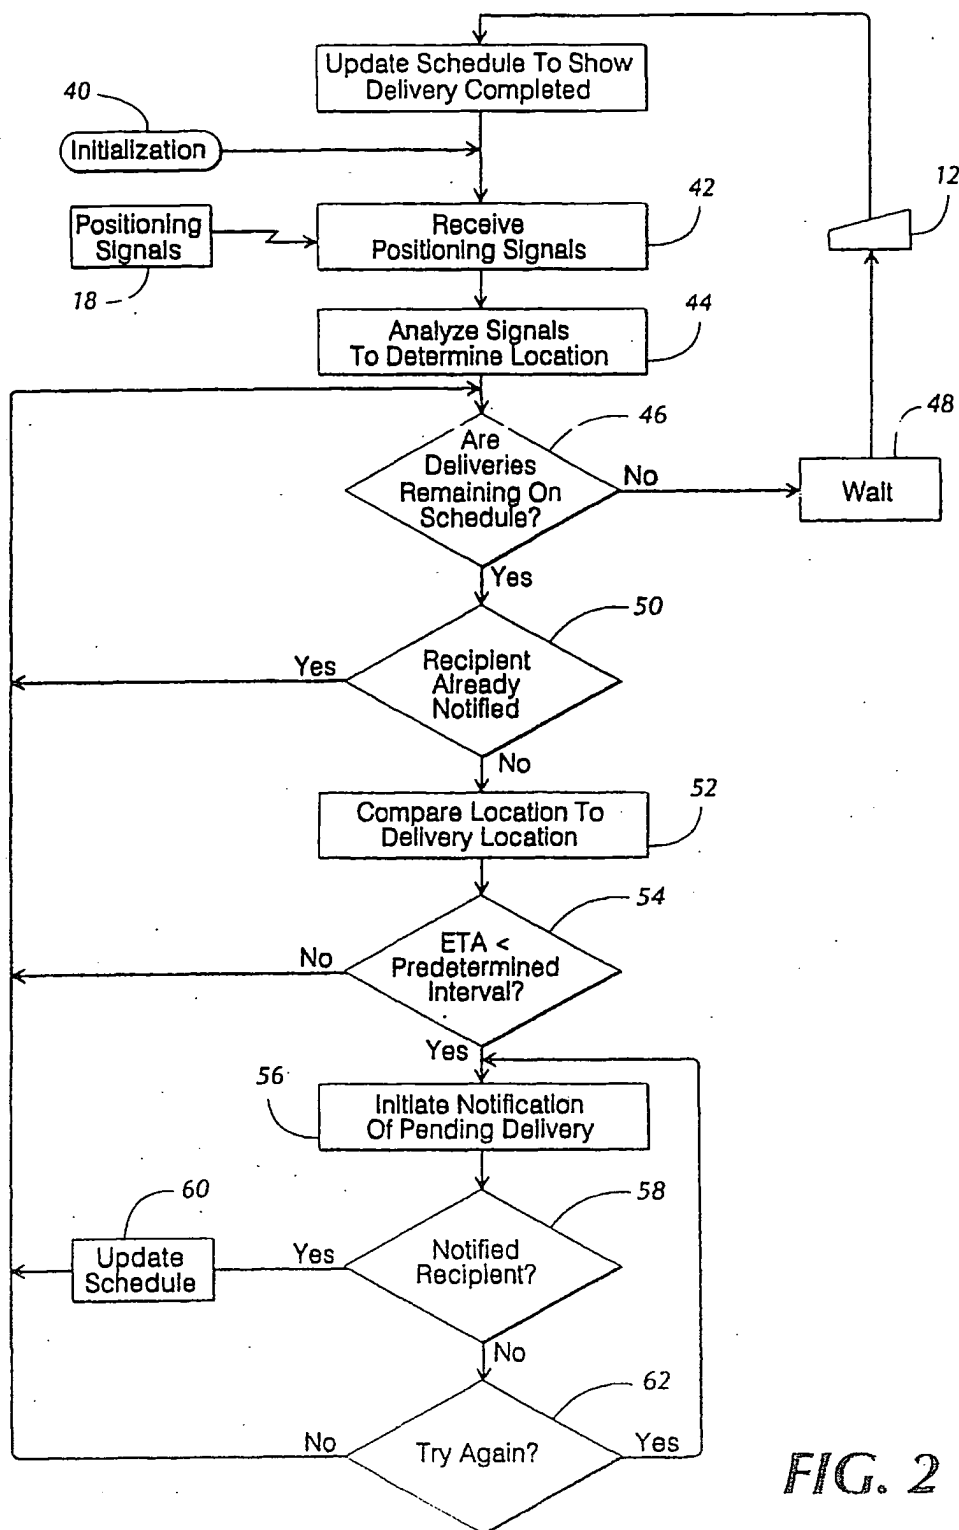 Update Schedule To Show
Delivery Completed
40
Initialization
12
42
Positioning
Signals
Receive
Positioning Signals
18
44
Analyze Signals
To Determine Location
46
48
Are
Deliveries
Remaining On
Schedule?
No
Wait
Yes
50
Yes
Recipient
Already
Notified
No
52
Compare Location To
Delivery Location
54
No
ETA <
Predetermined
Interval?
Yes
56
Initiate Notification
Of Pending Delivery
60
58
Update
Schedule
Yes
Notified
Recipient?
No
62
No
Try Again?
Yes
FIG. 2